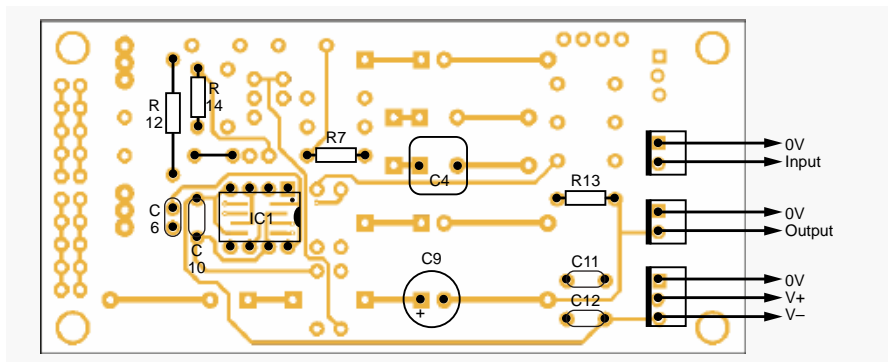 R
12
R
14
R7
C4
R13
C
6
C
10
IC1
C9
+
C11
C12
0V
Input
0V
Output
0V
V+
V–